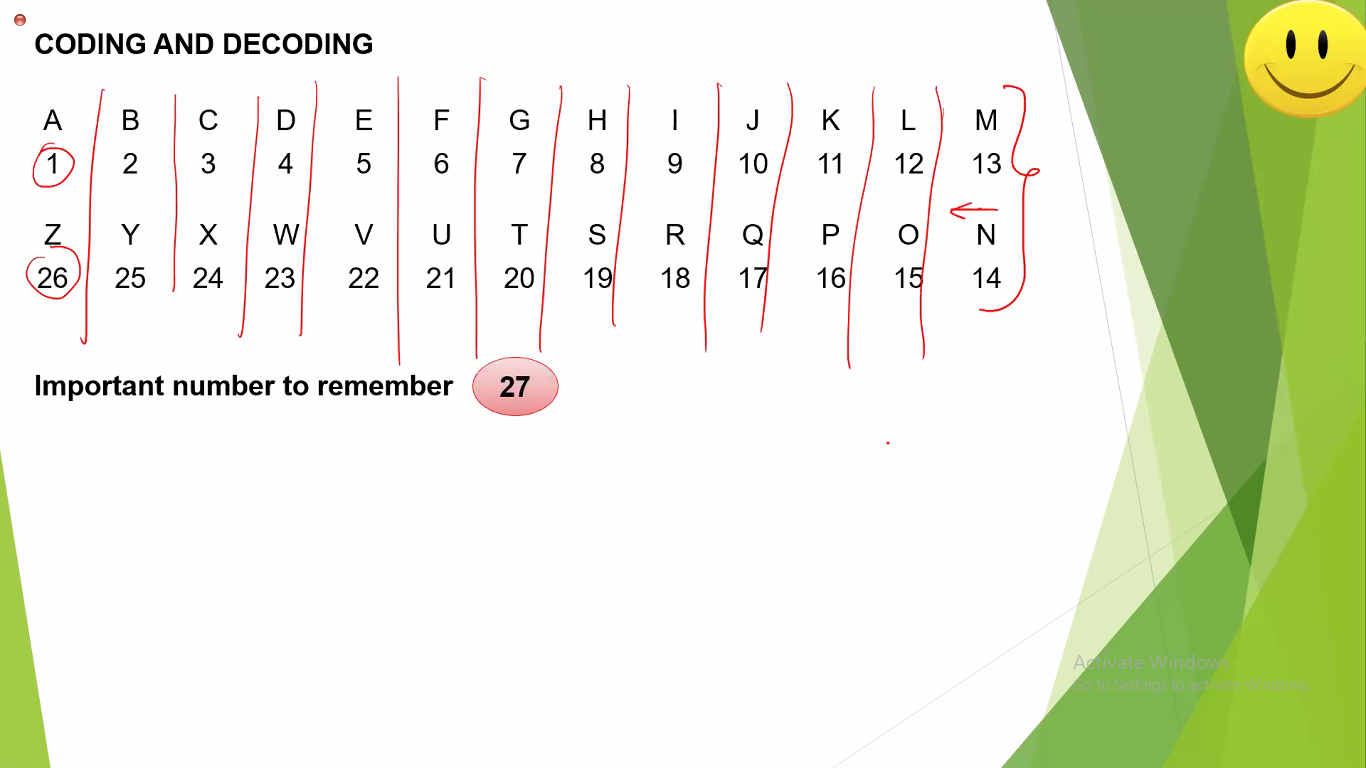 CODING AND DECODING
A B C D E F G H I J K L M
1 2 3 4 5 6 7 8 9 10 11 12 13
Z Y X W V U T S R Q P O N
26 25 24 23 22 21 20 19 18 17 16 15 14
Important number to remember 27
Activate Windows
Go to Settings to activate Windows.